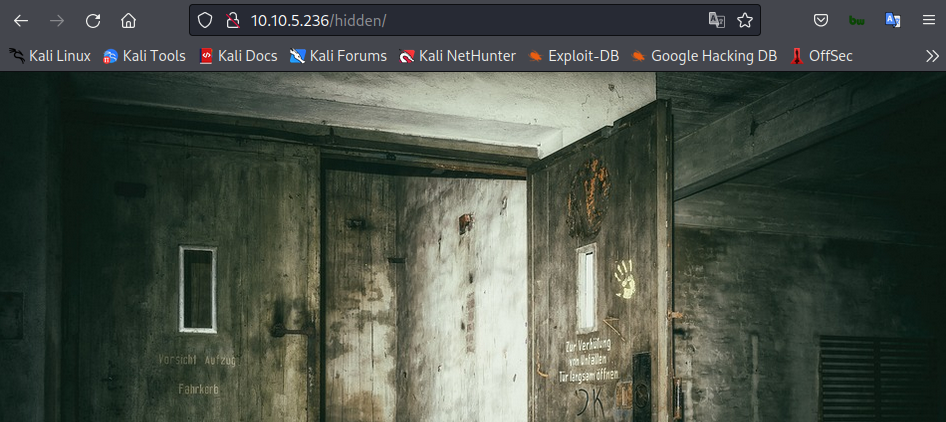 10.10.5.236/hidden/
Kali Linux Kali Tools Kali Docs Kali Forums Kali NetHunter Exploit-DB Google Hacking DB OffSec
Vorsicht Aufzug
Fahrkorb
Zur Verhütung
von Unfällen
Tür langsam öffnen
JK